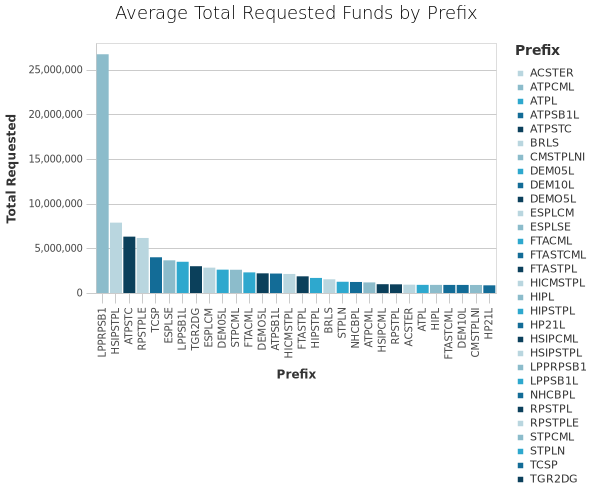 Average Total Requested Funds by Prefix
Total Requested
25,000,000
20,000,000
15,000,000
10,000,000
5,000,000
0
LPPRPSB1
HSIPSTPL
ATPSTC
RPSTPLE
TCSP
ESPLSE
LPPSB1L
TGR2DG
ESPLCM
DEM05L
STPCML
FTACML
DEMO5L
ATPSB1L
HICMSTPL
FTASTPL
HIPSTPL
BRLS
STPLN
NHCBPL
ATPCML
HSIPCML
RPSTPL
ACSTER
ATPL
HIPL
FTASTCML
DEM10L
CMSTPLNI
HP21L
Prefix
Prefix
ACSTER
ATPCML
ATPL
ATPSB1L
ATPSTC
BRLS
CMSTPLNI
DEM05L
DEM10L
DEMO5L
ESPLCM
ESPLSE
FTACML
FTASTCML
FTASTPL
HICMSTPL
HIPL
HIPSTPL
HP21L
HSIPCML
HSIPSTPL
LPPRPSB1
LPPSB1L
NHCBPL
RPSTPL
RPSTPLE
STPCML
STPLN
TCSP
TGR2DG